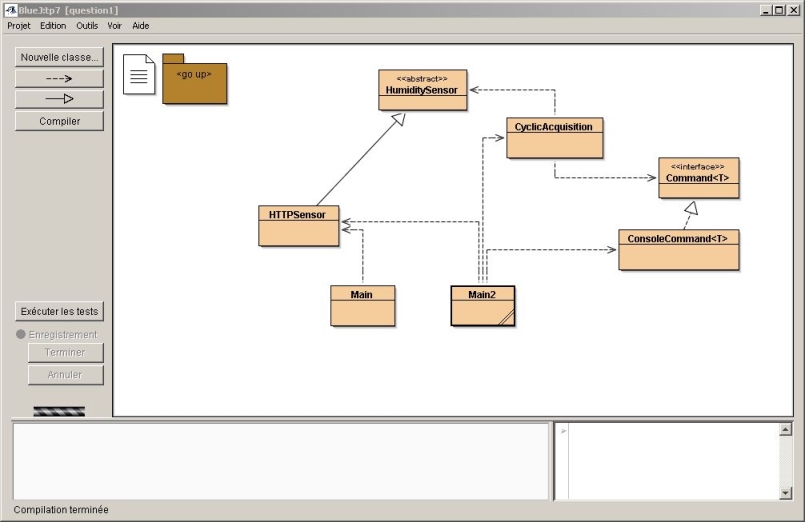 BlueJ:tp7 [question1]
Projet Edition Outils Voir Aide
Nouvelle classe...
Compiler
<go up>
<<abstract>>
HumiditySensor
CyclicAcquisition
<<interface>>
Command<T>
HTTPSensor
ConsoleCommand<T>
Main
Main2
Exécuter les tests
Enregistrement
Terminer
Annuler
Compilation terminée